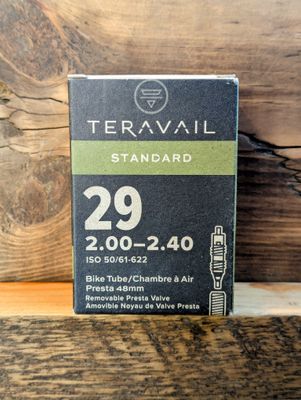 TERAVAIL
STANDARD
29
2.00–2.40
ISO 50/61-622
Bike Tube/Chambre à Air
Presta 48mm
Removable Presta Valve
Amovible Noyau de Valve Presta